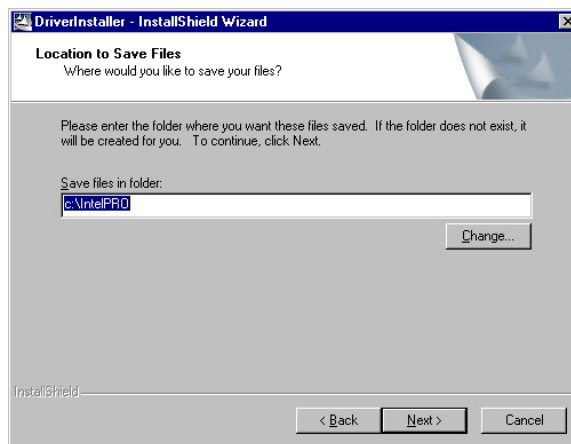 DriverInstaller - InstallShield Wizard
Location to Save Files
Where would you like to save your files?
Please enter the folder where you want these files saved.  If the folder does not exist, it
will be created for you.   To continue, click Next.
Save files in folder:
c:\IntelPRO
Change...
InstallShield
< Back
Next >
Cancel